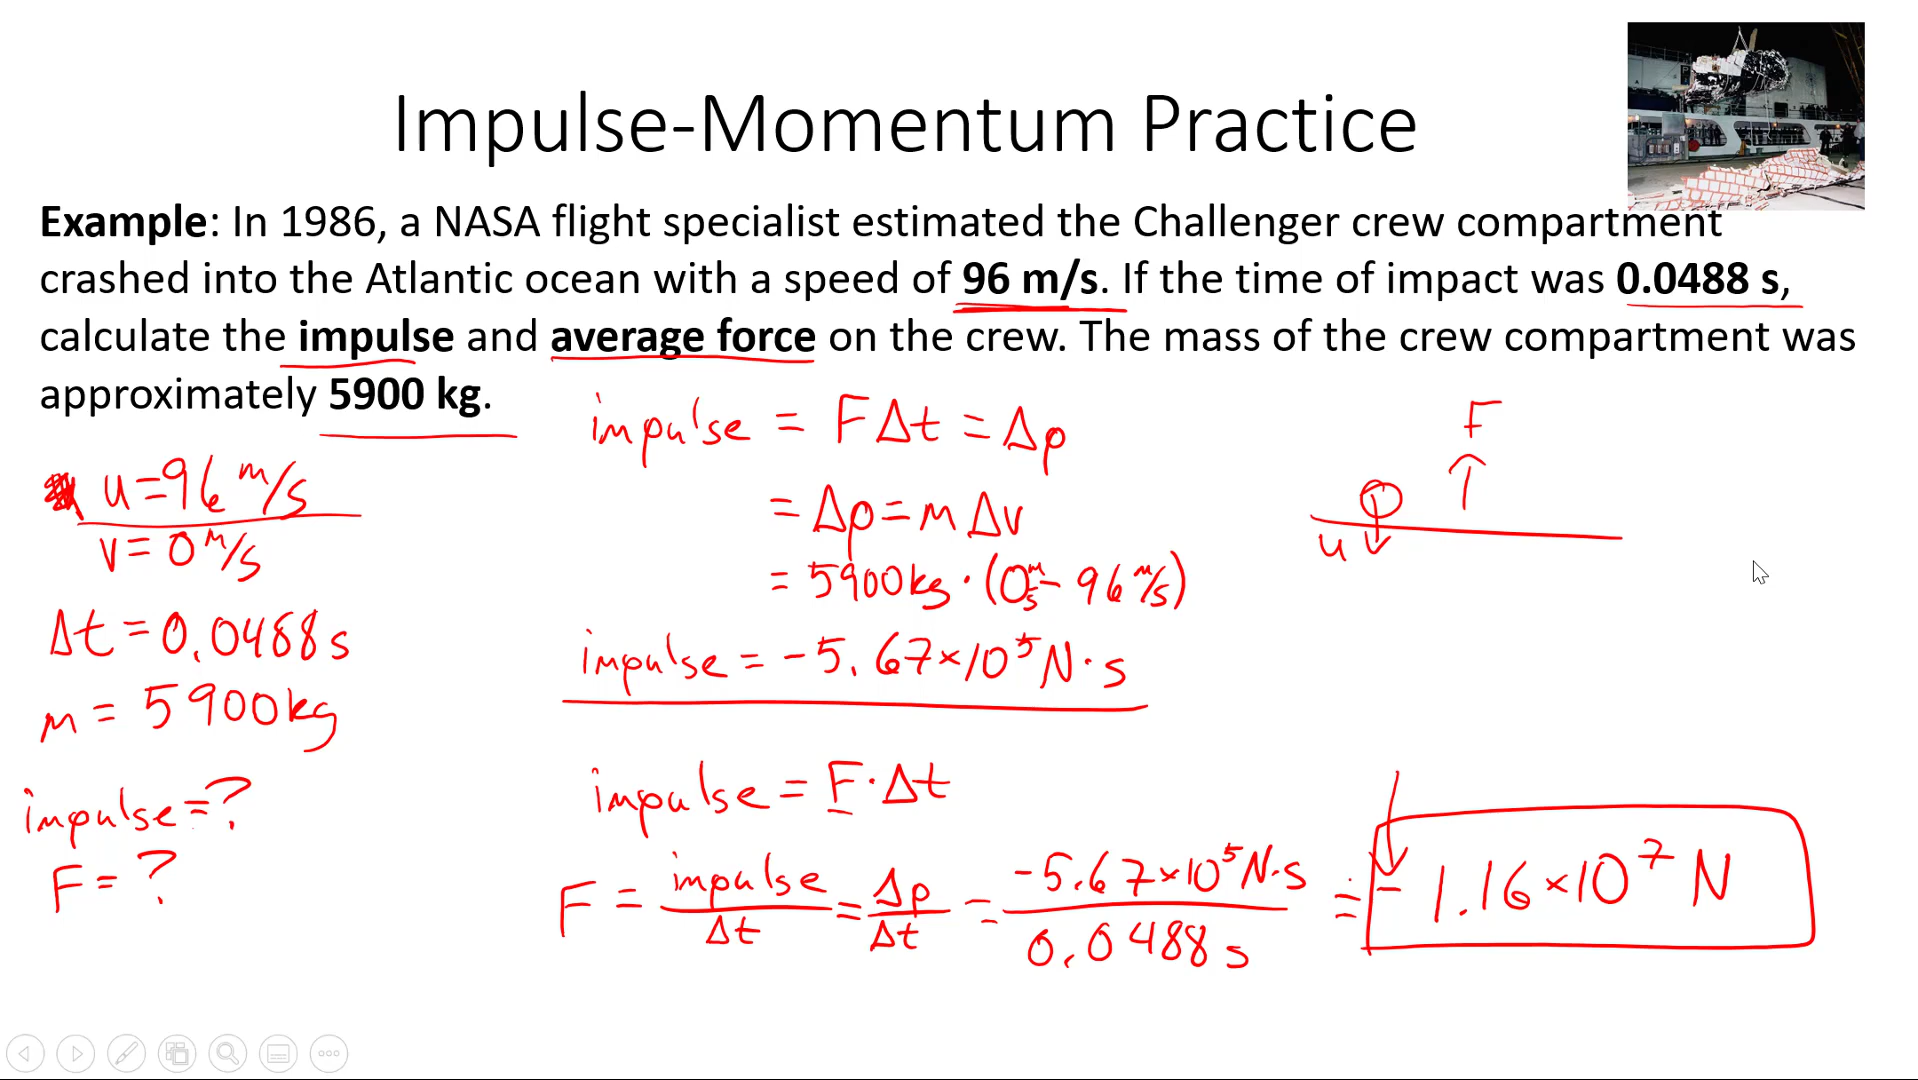 Impulse-Momentum Practice
Example: In 1986, a NASA flight specialist estimated the Challenger crew compartment
crashed into the Atlantic ocean with a speed of 96 m/s. If the time of impact was 0.0488 s,
calculate the impulse and average force on the crew. The mass of the crew compartment was
approximately 5900 kg.
u=96 m/s
v= 0 m/s
Δt = 0.0488 s
m = 5900 kg
impulse=?
F= ?
impulse = FΔt = Δp
= Δp = m Δv
= 5900 kg · (0 m/s - 96 m/s)
impulse = -5.67×10⁵ N·s
impulse = F·Δt
F = impulse/Δt = Δp/Δt = -5.67×10⁵ N·s / 0.0488 s = -1.16×10⁷ N
F
u